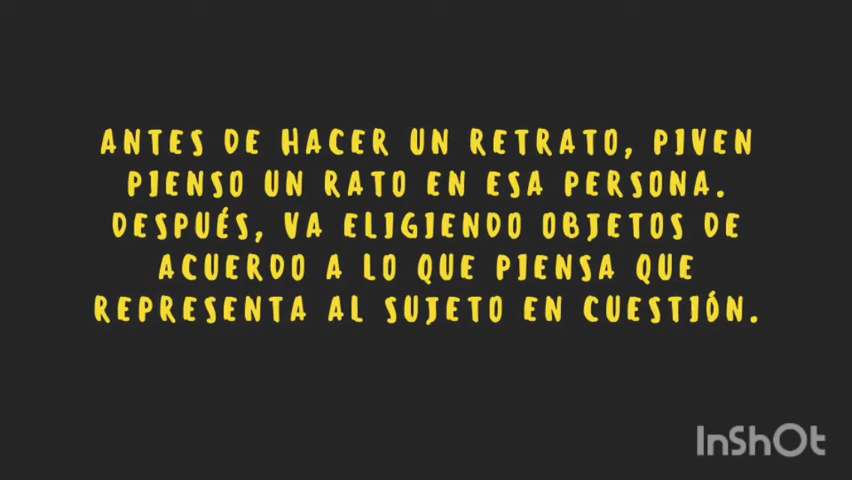 ANTES DE HACER UN RETRATO, PIVEN
PIENSO UN RATO EN ESA PERSONA.
DESPUÉS, VA ELIGIENDO OBJETOS DE
ACUERDO A LO QUE PIENSA QUE
REPRESENTA AL SUJETO EN CUESTIÓN.
InShOt